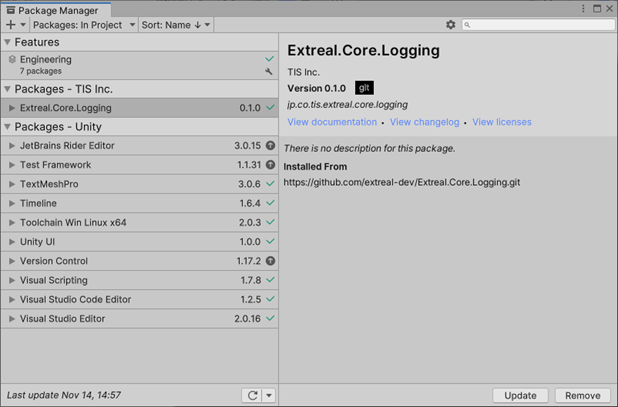 Package Manager
Packages: In Project
Sort: Name ↓
Features
Engineering
7 packages
Packages - TIS Inc.
Extreal.Core.Logging 0.1.0
Packages - Unity
JetBrains Rider Editor 3.0.15
Test Framework 1.1.31
TextMeshPro 3.0.6
Timeline 1.6.4
Toolchain Win Linux x64 2.0.3
Unity UI 1.0.0
Version Control 1.17.2
Visual Scripting 1.7.8
Visual Studio Code Editor 1.2.5
Visual Studio Editor 2.0.16
Last update Nov 14, 14:57
Extreal.Core.Logging
TIS Inc.
Version 0.1.0 git
jp.co.tis.extreal.core.logging
View documentation • View changelog • View licenses
There is no description for this package.
Installed From
https://github.com/extreal-dev/Extreal.Core.Logging.git
Update Remove